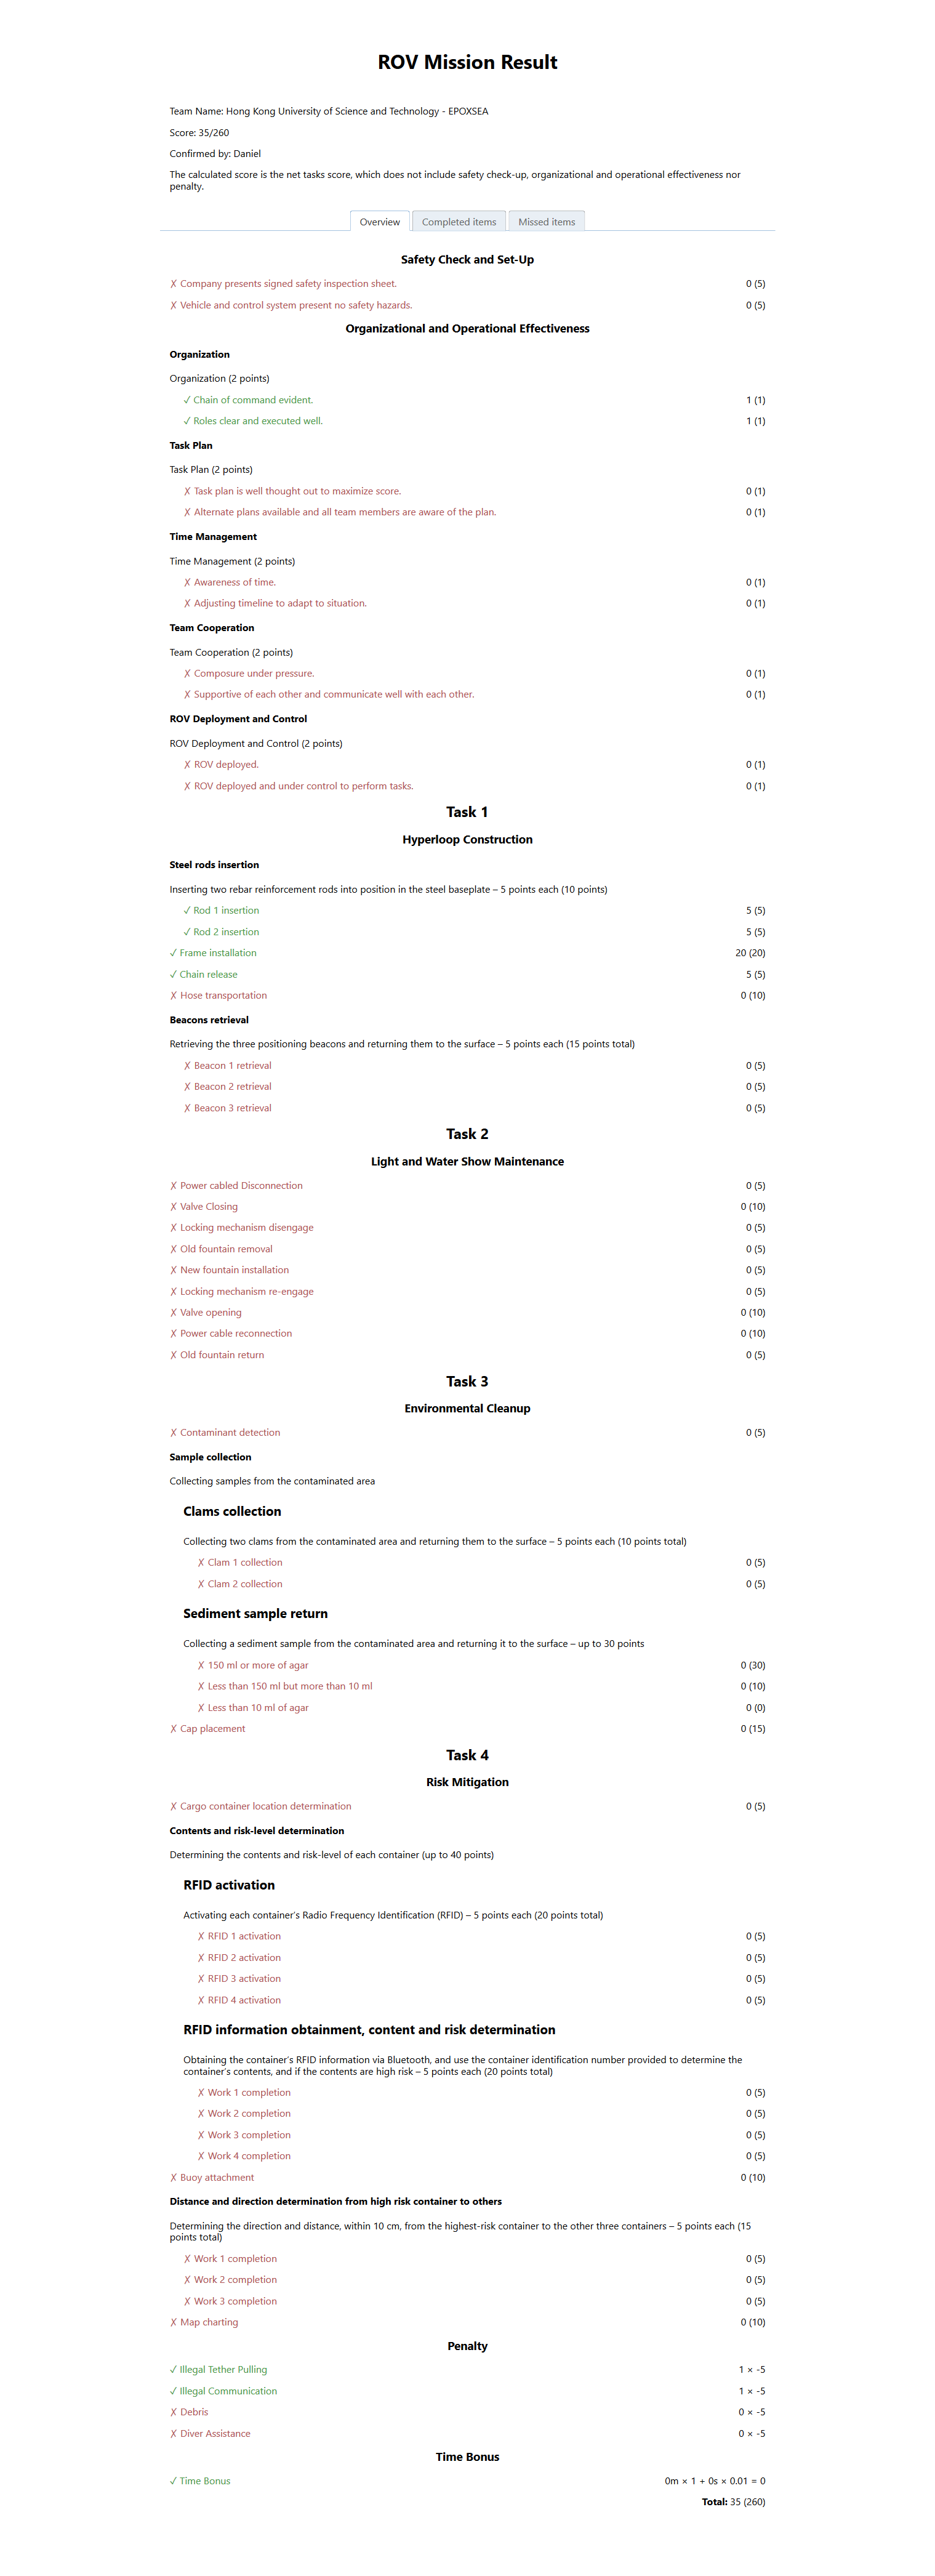 ROV Mission Result
Team Name: Hong Kong University of Science and Technology - EPOXSEA
Score: 35/260
Confirmed by: Daniel
The calculated score is the net tasks score, which does not include safety check-up, organizational and operational effectiveness nor
penalty.
Overview Completed items Missed items
Safety Check and Set-Up
✗ Company presents signed safety inspection sheet. 0 (5)
✗ Vehicle and control system present no safety hazards. 0 (5)
Organizational and Operational Effectiveness
Organization
Organization (2 points)
✓ Chain of command evident. 1 (1)
✓ Roles clear and executed well. 1 (1)
Task Plan
Task Plan (2 points)
✗ Task plan is well thought out to maximize score. 0 (1)
✗ Alternate plans available and all team members are aware of the plan. 0 (1)
Time Management
Time Management (2 points)
✗ Awareness of time. 0 (1)
✗ Adjusting timeline to adapt to situation. 0 (1)
Team Cooperation
Team Cooperation (2 points)
✗ Composure under pressure. 0 (1)
✗ Supportive of each other and communicate well with each other. 0 (1)
ROV Deployment and Control
ROV Deployment and Control (2 points)
✗ ROV deployed. 0 (1)
✗ ROV deployed and under control to perform tasks. 0 (1)
Task 1
Hyperloop Construction
Steel rods insertion
Inserting two rebar reinforcement rods into position in the steel baseplate – 5 points each (10 points)
✓ Rod 1 insertion 5 (5)
✓ Rod 2 insertion 5 (5)
✓ Frame installation 20 (20)
✓ Chain release 5 (5)
✗ Hose transportation 0 (10)
Beacons retrieval
Retrieving the three positioning beacons and returning them to the surface – 5 points each (15 points total)
✗ Beacon 1 retrieval 0 (5)
✗ Beacon 2 retrieval 0 (5)
✗ Beacon 3 retrieval 0 (5)
Task 2
Light and Water Show Maintenance
✗ Power cabled Disconnection 0 (5)
✗ Valve Closing 0 (10)
✗ Locking mechanism disengage 0 (5)
✗ Old fountain removal 0 (5)
✗ New fountain installation 0 (5)
✗ Locking mechanism re-engage 0 (5)
✗ Valve opening 0 (10)
✗ Power cable reconnection 0 (10)
✗ Old fountain return 0 (5)
Task 3
Environmental Cleanup
✗ Contaminant detection 0 (5)
Sample collection
Collecting samples from the contaminated area
Clams collection
Collecting two clams from the contaminated area and returning them to the surface – 5 points each (10 points total)
✗ Clam 1 collection 0 (5)
✗ Clam 2 collection 0 (5)
Sediment sample return
Collecting a sediment sample from the contaminated area and returning it to the surface – up to 30 points
✗ 150 ml or more of agar 0 (30)
✗ Less than 150 ml but more than 10 ml 0 (10)
✗ Less than 10 ml of agar 0 (0)
✗ Cap placement 0 (15)
Task 4
Risk Mitigation
✗ Cargo container location determination 0 (5)
Contents and risk-level determination
Determining the contents and risk-level of each container (up to 40 points)
RFID activation
Activating each container's Radio Frequency Identification (RFID) – 5 points each (20 points total)
✗ RFID 1 activation 0 (5)
✗ RFID 2 activation 0 (5)
✗ RFID 3 activation 0 (5)
✗ RFID 4 activation 0 (5)
RFID information obtainment, content and risk determination
Obtaining the container's RFID information via Bluetooth, and use the container identification number provided to determine the
container's contents, and if the contents are high risk – 5 points each (20 points total)
✗ Work 1 completion 0 (5)
✗ Work 2 completion 0 (5)
✗ Work 3 completion 0 (5)
✗ Work 4 completion 0 (5)
✗ Buoy attachment 0 (10)
Distance and direction determination from high risk container to others
Determining the direction and distance, within 10 cm, from the highest-risk container to the other three containers – 5 points each (15
points total)
✗ Work 1 completion 0 (5)
✗ Work 2 completion 0 (5)
✗ Work 3 completion 0 (5)
✗ Map charting 0 (10)
Penalty
✓ Illegal Tether Pulling 1 × -5
✓ Illegal Communication 1 × -5
✗ Debris 0 × -5
✗ Diver Assistance 0 × -5
Time Bonus
✓ Time Bonus 0m × 1 + 0s × 0.01 = 0
Total: 35 (260)